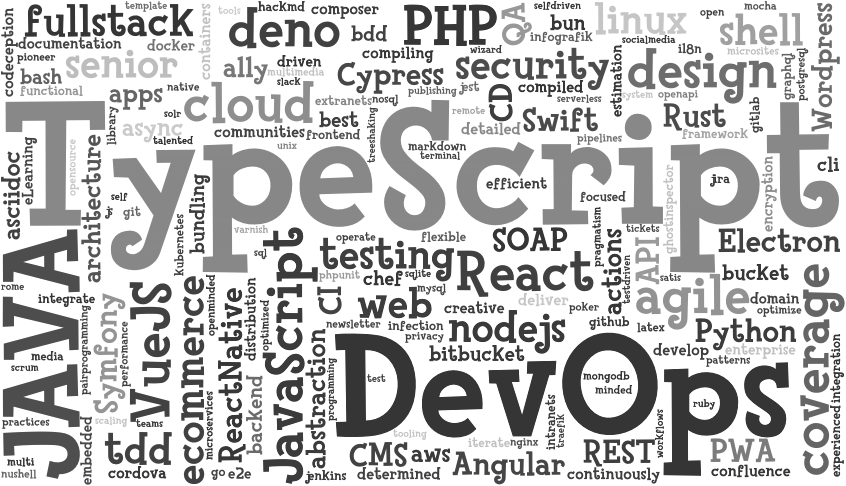 codeception
fullstack
template
tools
hackmd
composer
deno
bdd
PHP
QA
selfdriven
bun
infografik
linux
open
mocha
shell
microsites
Wordpress
documentation
docker
containers
pioneer
bash
senior
functional
a11y
driven
multimedia
slack
compiling
Cypress
wizard
security
socialmedia
i18n
design
graphql
postgresql
estimation
native
apps
solr
cloud
extranets
nosql
publishing
jest
compiled
serverless
system
openapi
CD
library
async
talented
communities
best
frontend
unix
treeshaking
remote
detailed
Swift
pipelines
Rust
framework
gitlab
TypeScript
markdown
terminal
efficient
focused
jira
ghostinspector
encryption
cli
asciidoc
eLearning
opensource
architecture
self
jr
git
kubernetes
bundling
varnish
sql
JavaScript
operate
flexible
testing
phpunit
chef
sqlite
mysql
SOAP
React
pragmatism
actions
testdriven
tickets
API
satis
Electron
bucket
agile
domain
optimize
JAVA
rome
integrate
Symfony
performance
pairprogramming
VueJS
openminded
ecommerce
microservices
ReactNative
distribution
optimized
CI
web
creative
deliver
poker
nodejs
github
latex
Python
coverage
newsletter
infection
privacy
bitbucket
develop
enterprise
patterns
media
scrum
abstraction
programming
DevOps
test
mongodb
minded
ruby
experienced
integration
practices
scaling
teams
backend
tooling
iterate
nginx
intranets
traefik
workflows
tdd
embedded
multi
nushell
cordova
go
e2e
jenkins
CMS
aws
determined
Angular
REST
continuously
PWA
confluence